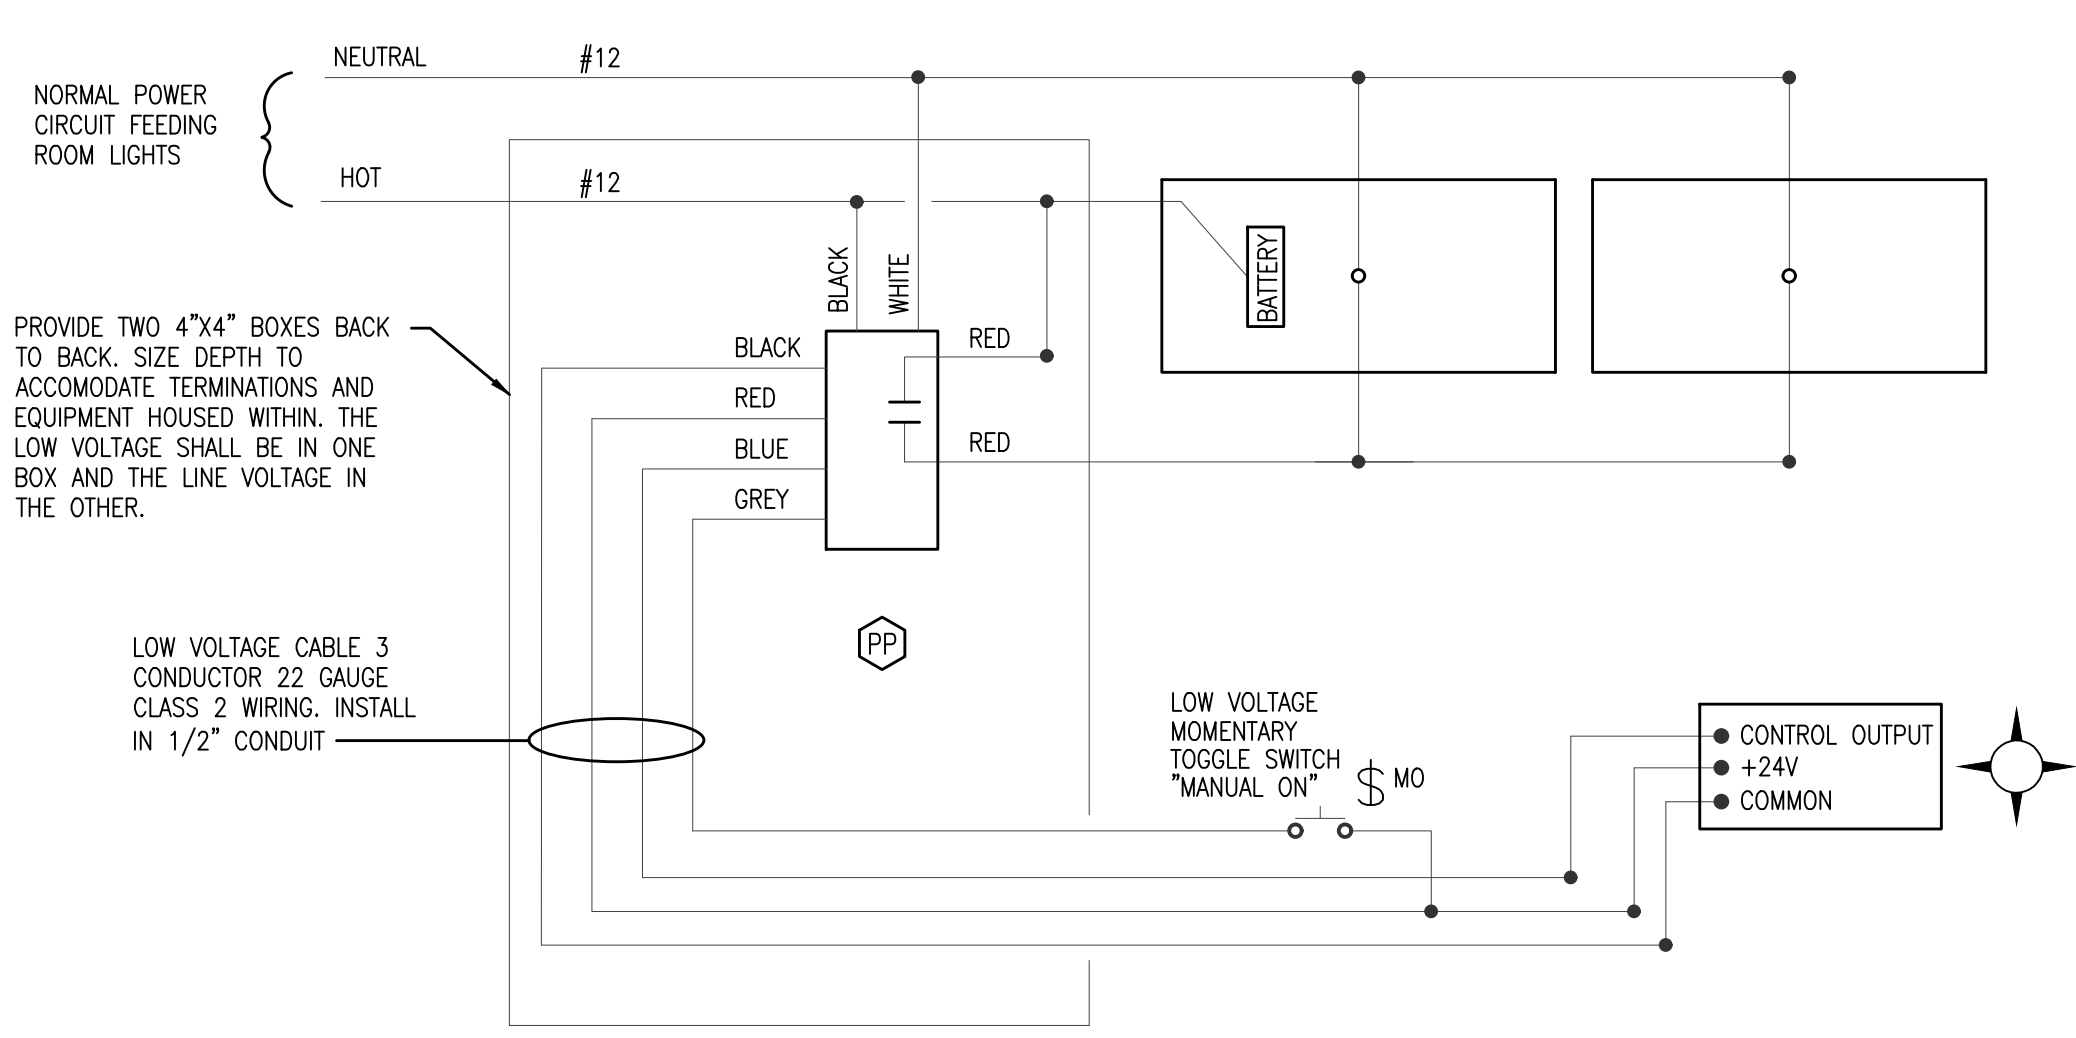 NEUTRAL #12
NORMAL POWER
CIRCUIT FEEDING
ROOM LIGHTS
HOT #12
BLACK
WHITE
BATTERY
PROVIDE TWO 4”X4” BOXES BACK
TO BACK. SIZE DEPTH TO
ACCOMODATE TERMINATIONS AND
EQUIPMENT HOUSED WITHIN. THE
LOW VOLTAGE SHALL BE IN ONE
BOX AND THE LINE VOLTAGE IN
THE OTHER.
BLACK
RED
BLUE
GREY
RED
RED
PP
LOW VOLTAGE CABLE 3
CONDUCTOR 22 GAUGE
CLASS 2 WIRING. INSTALL
IN 1/2” CONDUIT
LOW VOLTAGE
MOMENTARY
TOGGLE SWITCH
”MANUAL ON”
$ MO
CONTROL OUTPUT
+24V
COMMON